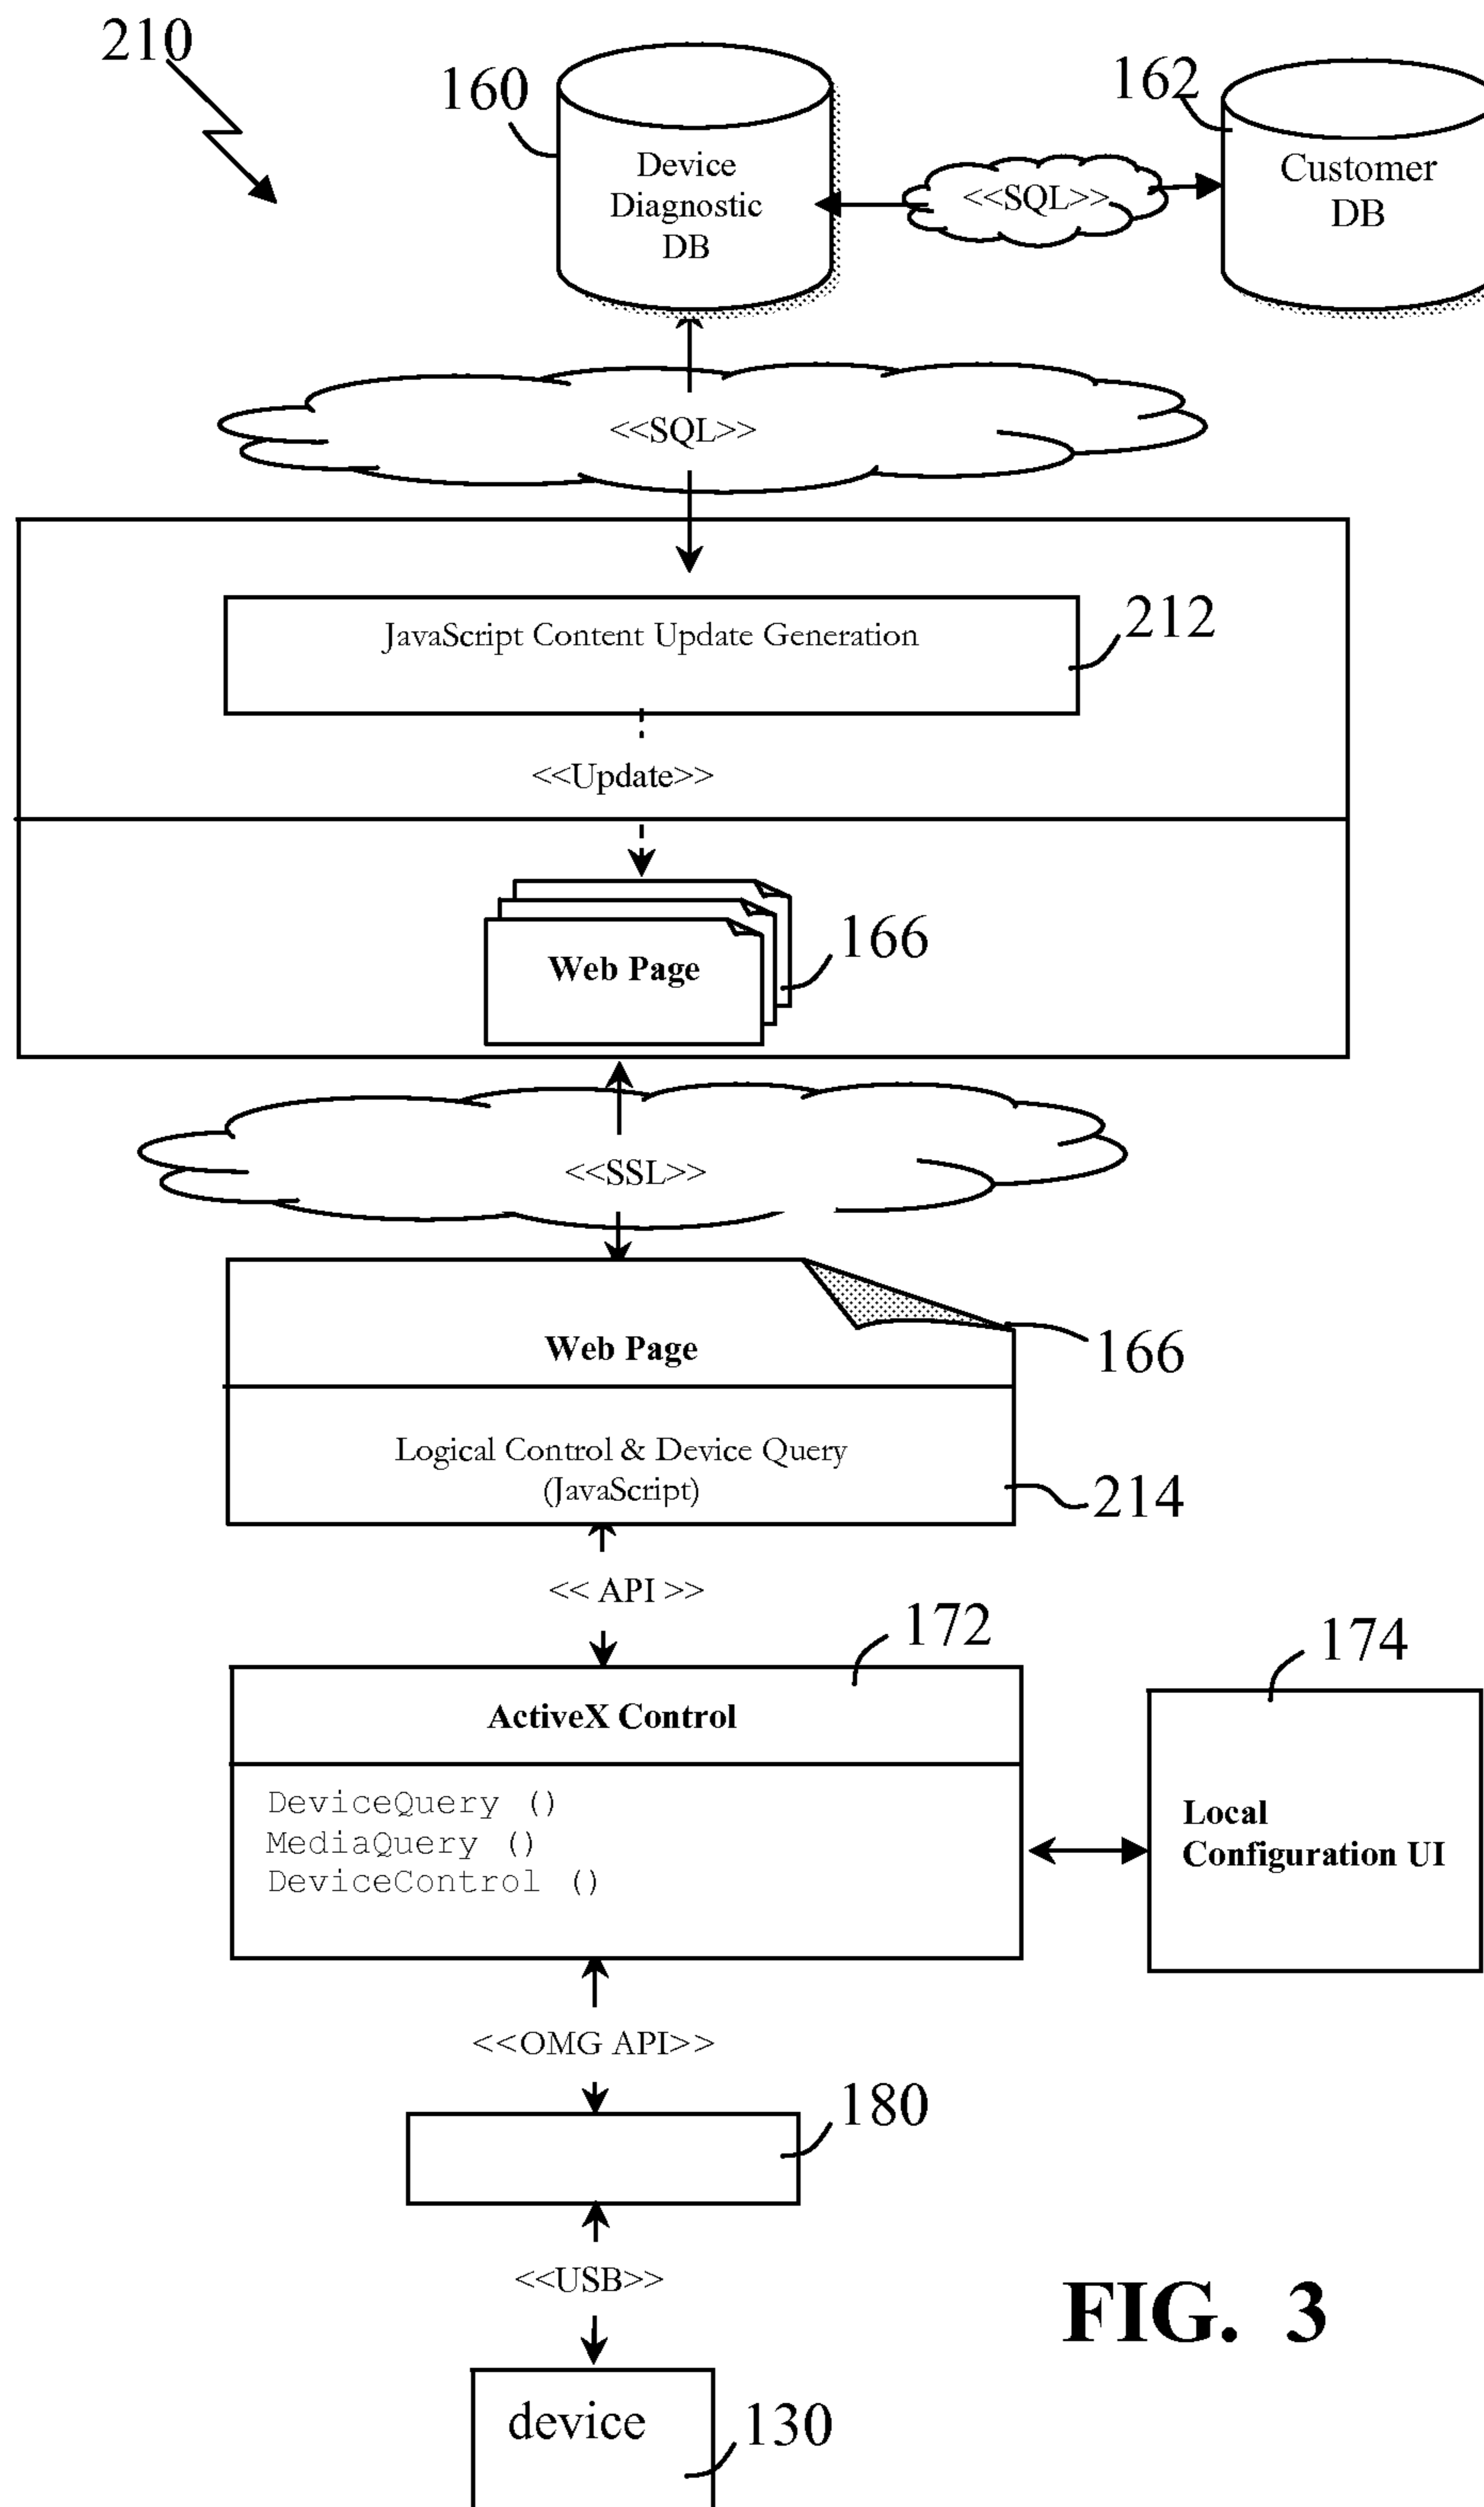 210
160
162
Device
Diagnostic
DB
<<SQL>>
Customer
DB
<<SQL>>
JavaScript Content Update Generation
212
<<Update>>
Web Page
166
<<SSL>>
Web Page
166
Logical Control & Device Query
(JavaScript)
214
<< API >>
172
174
ActiveX Control
DeviceQuery ()
MediaQuery ()
DeviceControl ()
Local
Configuration UI
<<OMG API>>
180
<<USB>>
FIG. 3
device
130